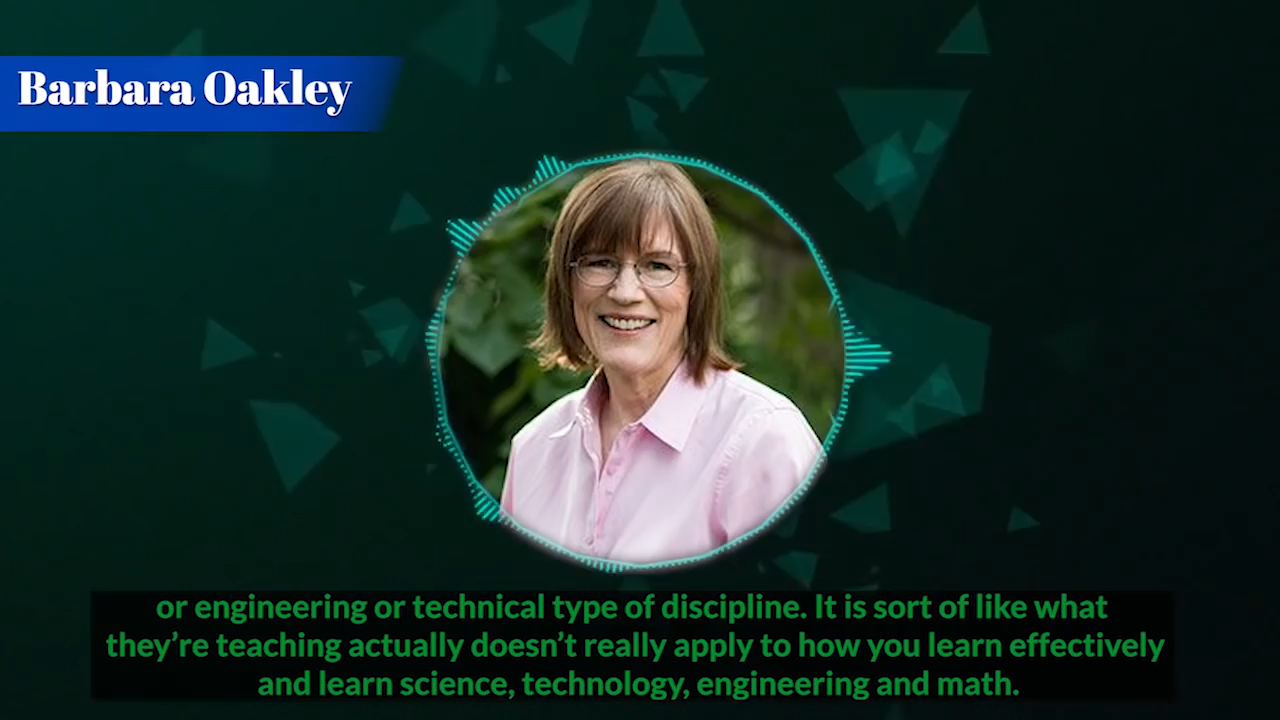 Barbara Oakley
or engineering or technical type of discipline. It is sort of like what
they’re teaching actually doesn’t really apply to how you learn effectively
and learn science, technology, engineering and math.